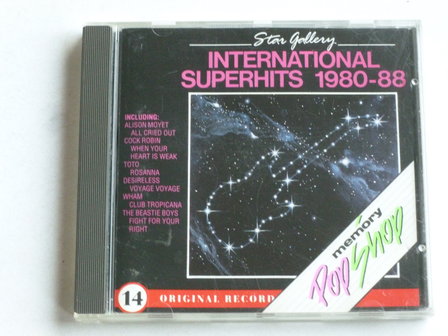 Star Gallery
INTERNATIONAL
SUPERHITS 1980-88
INCLUDING:
ALISON MOYET
ALL CRIED OUT
COCK ROBIN
WHEN YOUR
HEART IS WEAK
TOTO
ROSANNA
DESIRELESS
VOYAGE VOYAGE
WHAM
CLUB TROPICANA
THE BEASTIE BOYS
FIGHT FOR YOUR
RIGHT
memory
Pop Shop
14 ORIGINAL RECORD